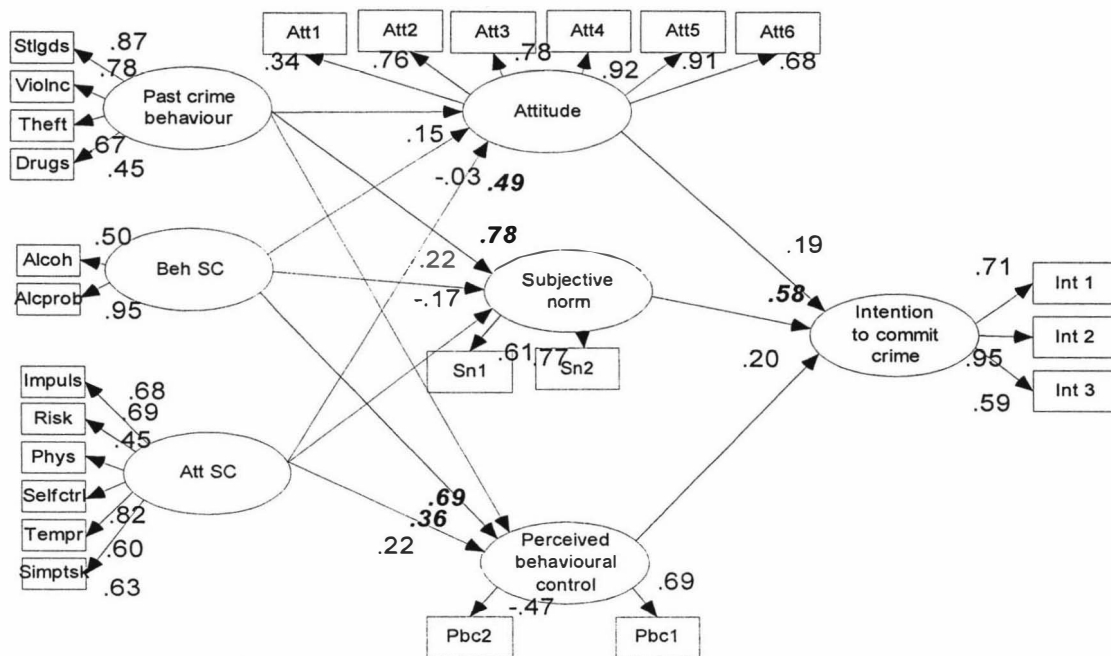 Att1
Att2
Att3
Att4
Att5
Att6
.34
.76
.78
.92
.91
.68
Stlgds
Violnc
Theft
Drugs
.87
.78
.67
.45
Past crime
behaviour
Attitude
.15
-.03
.49
.78
.22
-.17
Alcoh
Alcprob
.50
.95
Beh SC
Subjective
norm
.61
.77
Sn1
Sn2
.19
.58
.20
Intention
to commit
crime
.71
.95
.59
Int 1
Int 2
Int 3
Impuls
Risk
Phys
Selfctrl
Tempr
Simptsk
.68
.69
.45
.82
.60
.63
Att SC
.69
.36
.22
Perceived
behavioural
control
-.47
.69
Pbc2
Pbc1